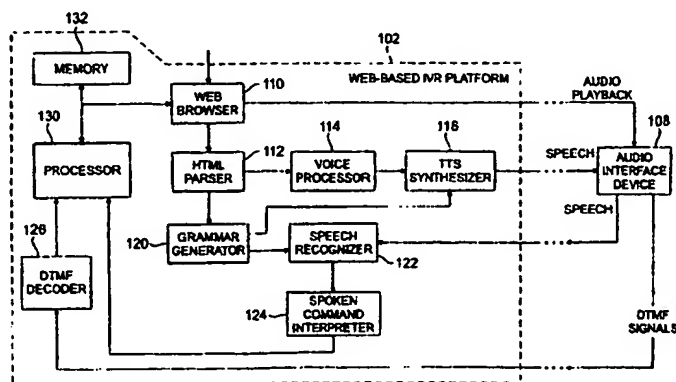 132
MEMORY
102
WEB-BASED IVR PLATFORM
110
WEB
BROWSER
AUDIO
PLAYBACK
130
PROCESSOR
112
HTML
PARSER
114
VOICE
PROCESSOR
118
TTS
SYNTHESIZER
SPEECH
108
AUDIO
INTERFACE
DEVICE
SPEECH
126
DTMF
DECODER
120
GRAMMAR
GENERATOR
SPEECH
RECOGNIZER
122
124
SPOKEN
COMMAND
INTERPRETER
DTMF
SIGNALS